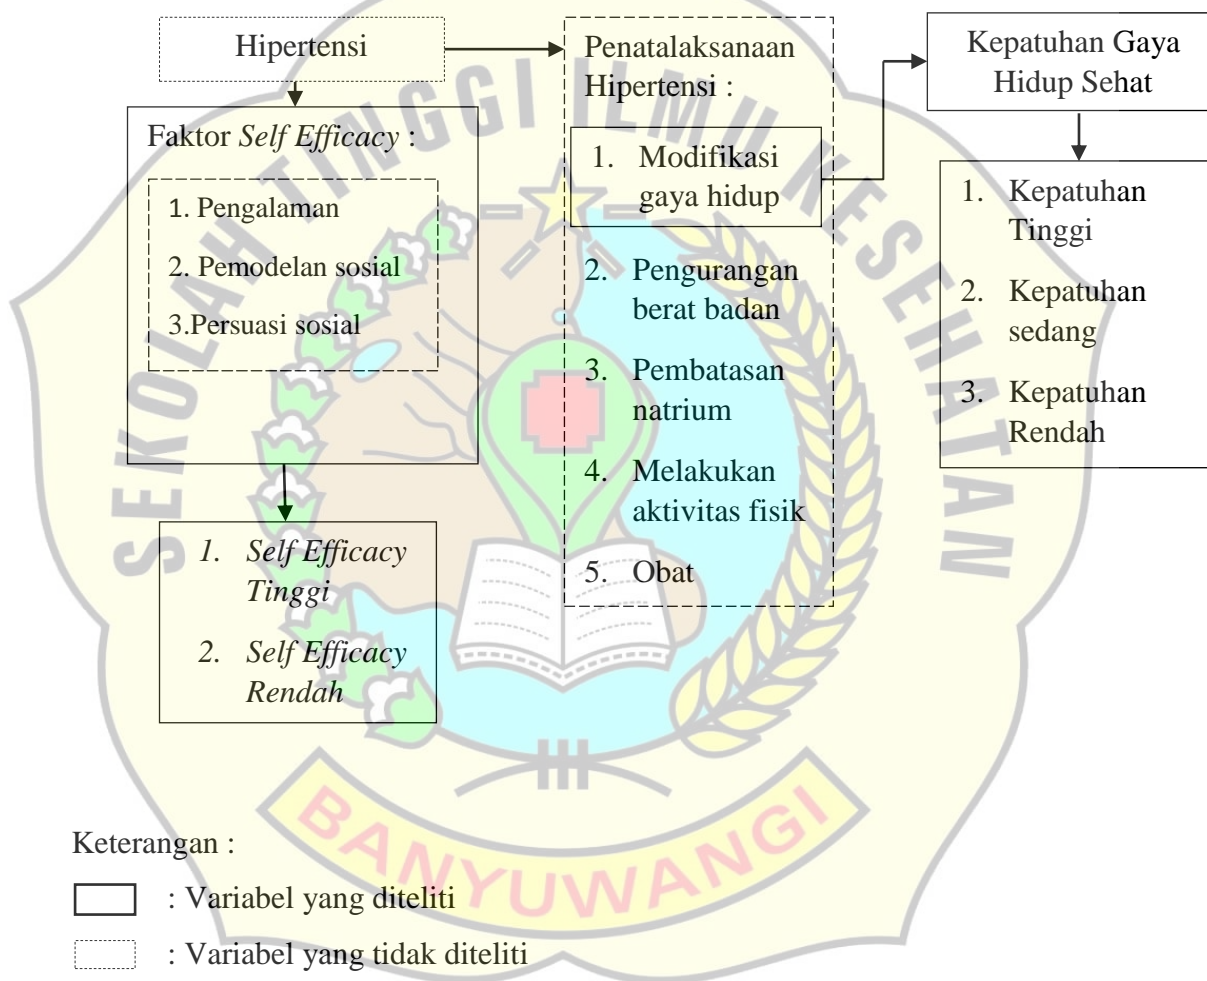 Hipertensi
Faktor Self Efficacy :
1. Pengalaman
2. Pemodelan sosial
3.Persuasi sosial
1. Self Efficacy
Tinggi
2. Self Efficacy
Rendah
Penatalaksanaan
Hipertensi :
1. Modifikasi
gaya hidup
2. Pengurangan
berat badan
3. Pembatasan
natrium
4. Melakukan
aktivitas fisik
5. Obat
Kepatuhan Gaya
Hidup Sehat
1. Kepatuhan
Tinggi
2. Kepatuhan
sedang
3. Kepatuhan
Rendah
SEKOLAH TINGGI ILMU KESEHATAN
BANYUWANGI
Keterangan :
: Variabel yang diteliti
: Variabel yang tidak diteliti